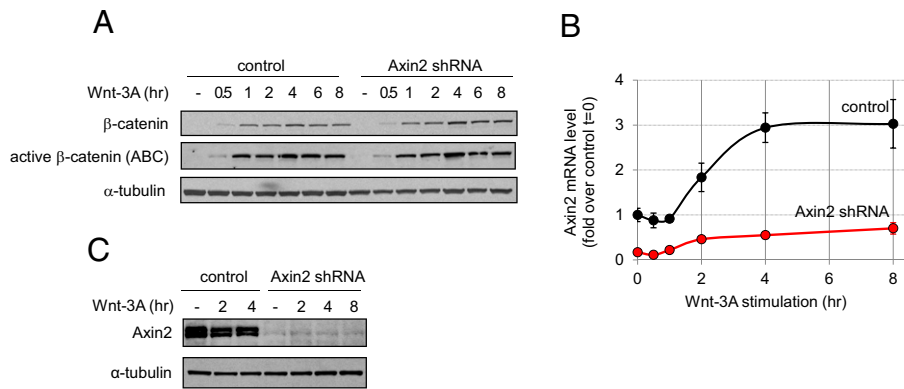 A
control Axin2 shRNA
Wnt-3A (hr) - 0.5 1 2 4 6 8 - 0.5 1 2 4 6 8
β-catenin
active β-catenin (ABC)
α-tubulin
B
Axin2 mRNA level
(fold over control t=0)
4
3
2
1
0
control
Axin2 shRNA
0 2 4 6 8
Wnt-3A stimulation (hr)
C
control Axin2 shRNA
Wnt-3A (hr) - 2 4 - 2 4 8
Axin2
α-tubulin